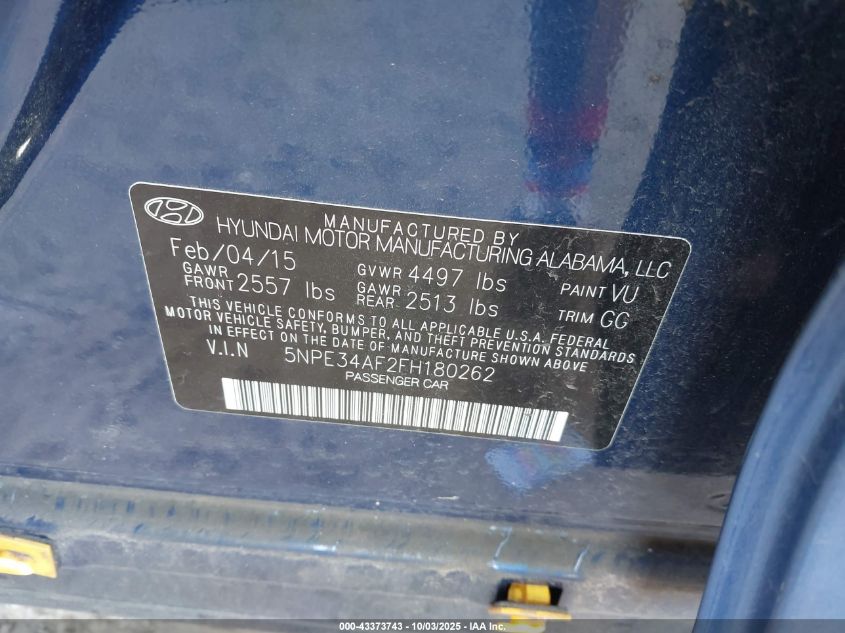 MANUFACTURED BY
HYUNDAI MOTOR MANUFACTURING ALABAMA, LLC
Feb/04/15 GVWR 4497 lbs PAINT VU
GAWR FRONT 2557 lbs GAWR REAR 2513 lbs TRIM GG
THIS VEHICLE CONFORMS TO ALL APPLICABLE U.S.A. FEDERAL
MOTOR VEHICLE SAFETY, BUMPER, AND THEFT PREVENTION STANDARDS
IN EFFECT ON THE DATE OF MANUFACTURE SHOWN ABOVE
V.I.N 5NPE34AF2FH180262
PASSENGER CAR
000-43373743 - 10/03/2025 - IAA Inc.